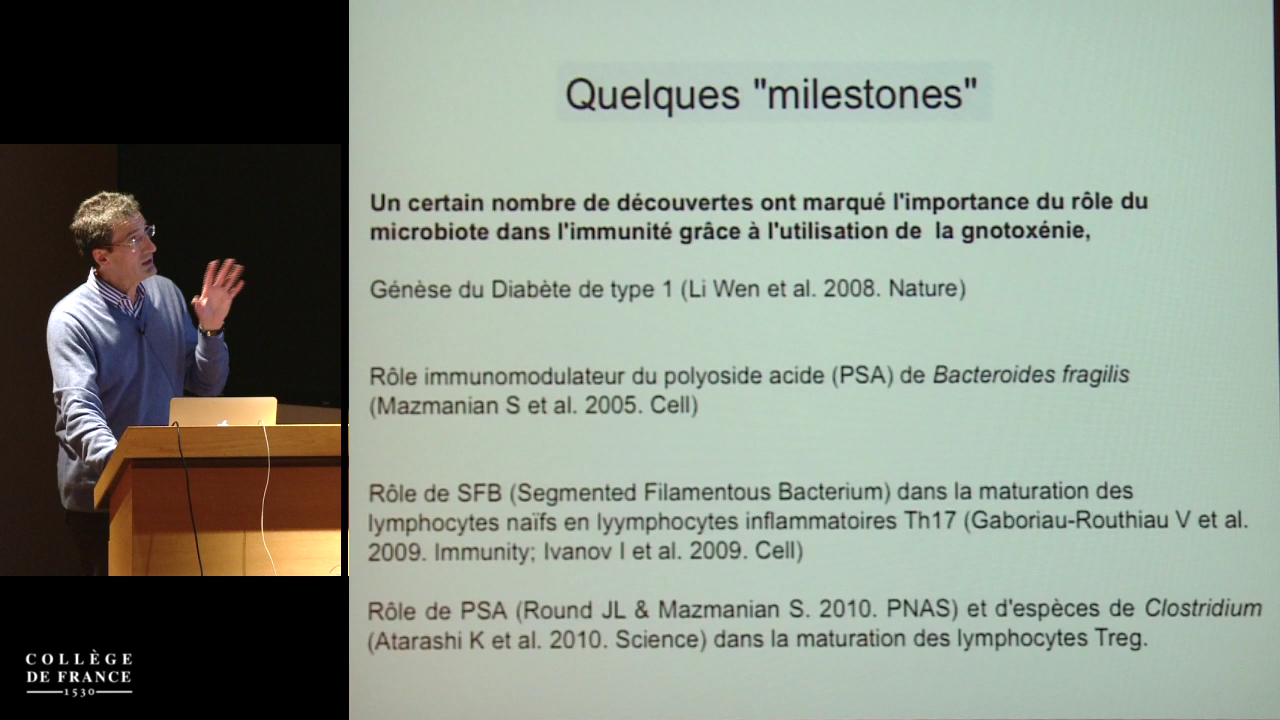 Quelques "milestones"
Un certain nombre de découvertes ont marqué l'importance du rôle du
microbiote dans l'immunité grâce à l'utilisation de la gnotoxénie,
Génèse du Diabète de type 1 (Li Wen et al. 2008. Nature)
Rôle immunomodulateur du polyoside acide (PSA) de Bacteroides fragilis
(Mazmanian S et al. 2005. Cell)
Rôle de SFB (Segmented Filamentous Bacterium) dans la maturation des
lymphocytes naïfs en lyymphocytes inflammatoires Th17 (Gaboriau-Routhiau V et al.
2009. Immunity; Ivanov I et al. 2009. Cell)
Rôle de PSA (Round JL & Mazmanian S. 2010. PNAS) et d'espèces de Clostridium
(Atarashi K et al. 2010. Science) dans la maturation des lymphocytes Treg.
COLLÈGE
DE FRANCE
1530